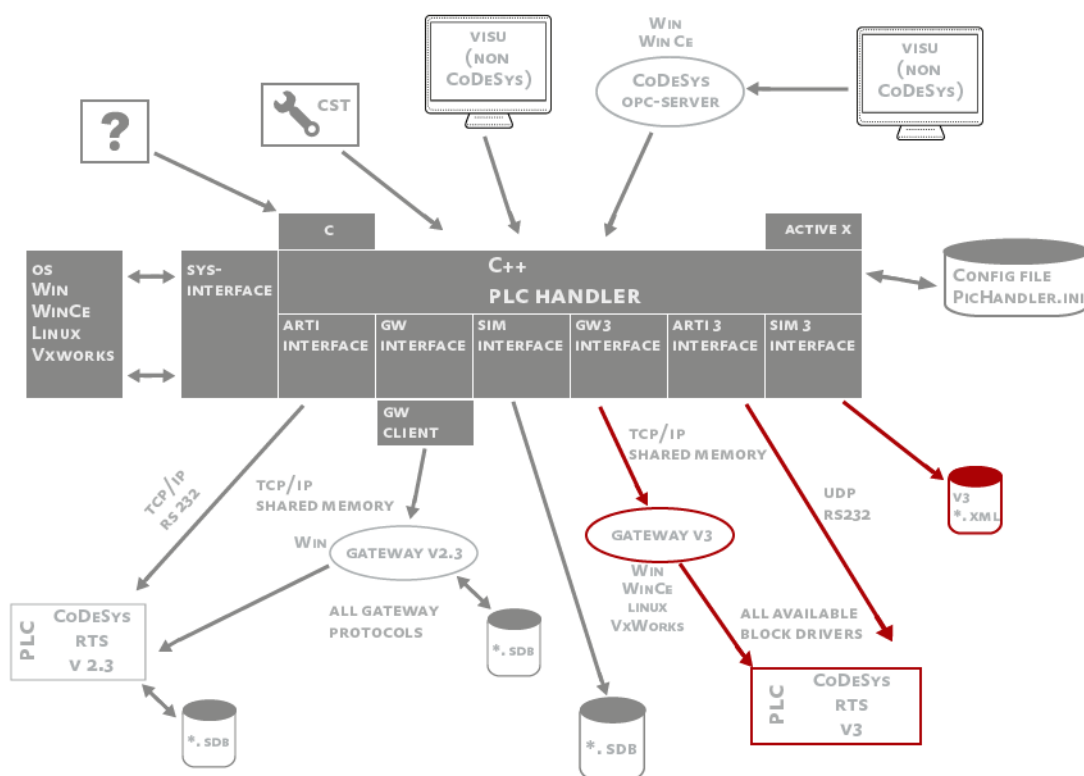 VISU
(NON
CODESYS)
WIN
WIN CE
CODESYS
OPC-SERVER
VISU
(NON
CODESYS)
?
CST
C
ACTIVE X
OS
WIN
WINCE
LINUX
VXWORKS
SYS-
INTERFACE
C++
PLC HANDLER
CONFIG FILE
PICHANDLER.INI
ARTI
INTERFACE
GW
INTERFACE
SIM
INTERFACE
GW3
INTERFACE
ARTI 3
INTERFACE
SIM 3
INTERFACE
GW
CLIENT
TCP/IP
RS 232
TCP/IP
SHARED MEMORY
TCP/IP
SHARED MEMORY
UDP
RS232
V3
*.XML
WIN
GATEWAY V2.3
GATEWAY V3
WIN
WINCE
LINUX
VXWORKS
ALL GATEWAY
PROTOCOLS
*. SDB
ALL AVAILABLE
BLOCK DRIVERS
PLC
CODESYS
RTS
V 2.3
*. SDB
*. SDB
PLC
CODESYS
RTS
V3